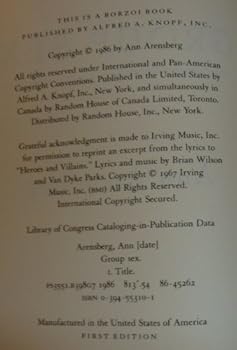 THIS IS A BORZOI BOOK
PUBLISHED BY ALFRED A. KNOPF, INC.
Copyright © 1986 by Ann Arensberg
All rights reserved under International and Pan-American
Copyright Conventions. Published in the United States by
Alfred A. Knopf, Inc., New York, and simultaneously in
Canada by Random House of Canada Limited, Toronto.
Distributed by Random House, Inc., New York.
Grateful acknowledgment is made to Irving Music, Inc.
for permission to reprint an excerpt from the lyrics to
"Heroes and Villains." Lyrics and music by Brian Wilson
and Van Dyke Parks. Copyright © 1967 Irving
Music, Inc. (BMI) All Rights Reserved.
International Copyright Secured.
Library of Congress Cataloging-in-Publication Data
Arensberg, Ann [date]
Group sex.
1. Title.
PS3551.R398G7 1986 813'.54 86-45262
ISBN 0-394-55310-1
Manufactured in the United States of America
FIRST EDITION